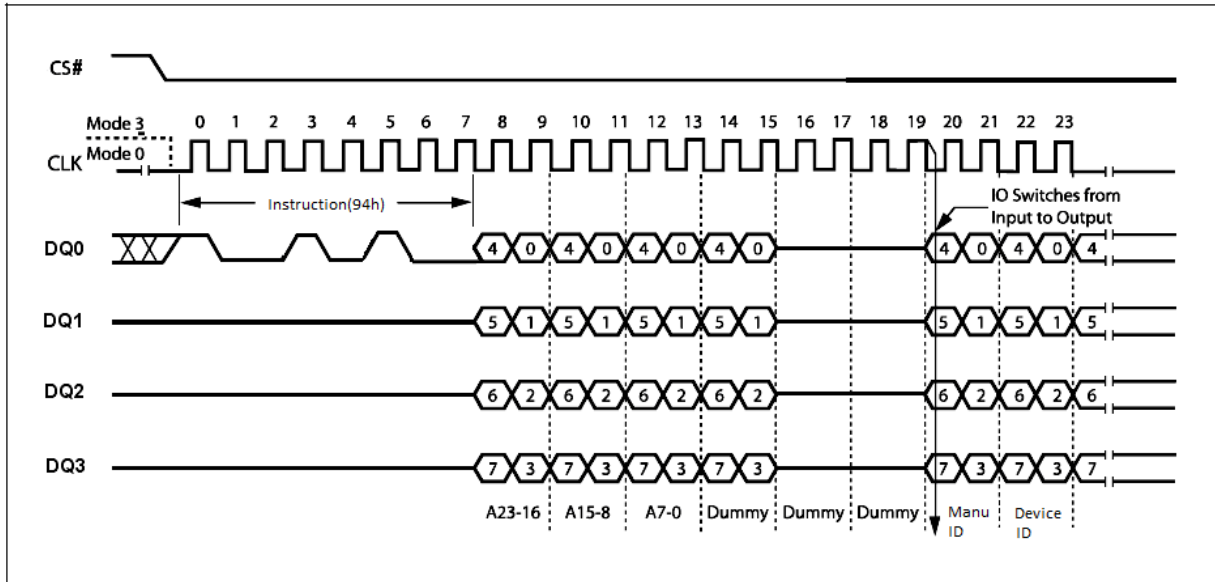 CS#
Mode 3
0 1 2 3 4 5 6 7 8 9 10 11 12 13 14 15 16 17 18 19 20 21 22 23
Mode 0
CLK
Instruction(94h)
IO Switches from
Input to Output
DQ0 4 0 4 0 4 0 4 0 4 0 4 0 4
DQ1 5 1 5 1 5 1 5 1 5 1 5 1 5
DQ2 6 2 6 2 6 2 6 2 6 2 6 2 6
DQ3 7 3 7 3 7 3 7 3 7 3 7 3 7
A23-16 A15-8 A7-0 Dummy Dummy Dummy Manu Device
ID ID